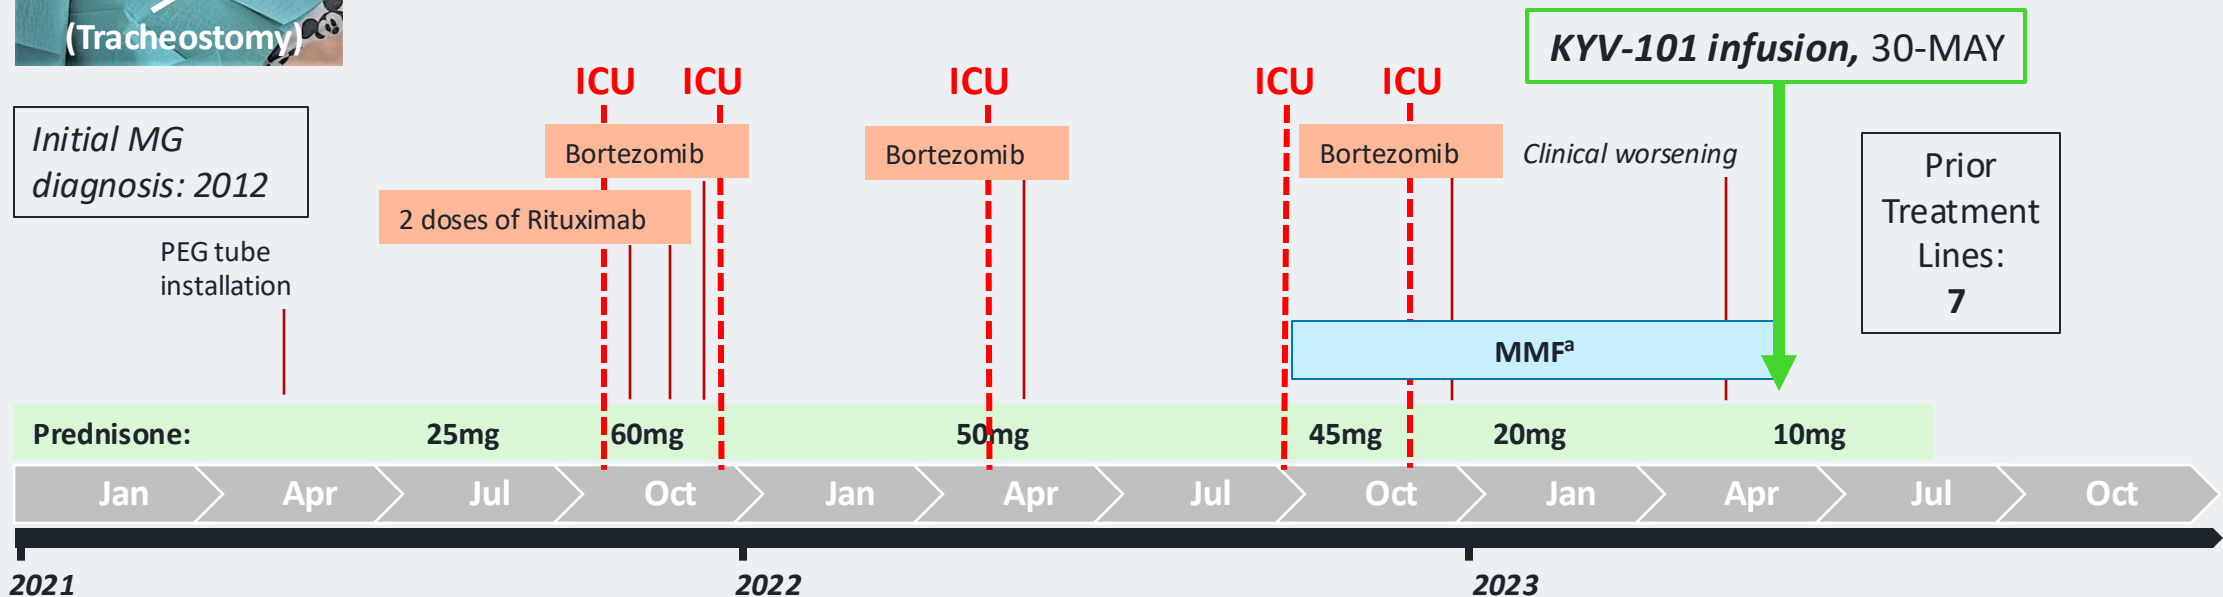 (Tracheostomy)
KYV-101 infusion, 30-MAY
ICU
ICU
ICU
ICU
ICU
Initial MG
diagnosis: 2012
Bortezomib
Bortezomib
Bortezomib
Clinical worsening
Prior
Treatment
Lines:
7
2 doses of Rituximab
PEG tube
installation
MMFᵃ
Prednisone: 25mg 60mg 50mg 45mg 20mg 10mg
Jan Apr Jul Oct Jan Apr Jul Oct Jan Apr Jul Oct
2021 2022 2023